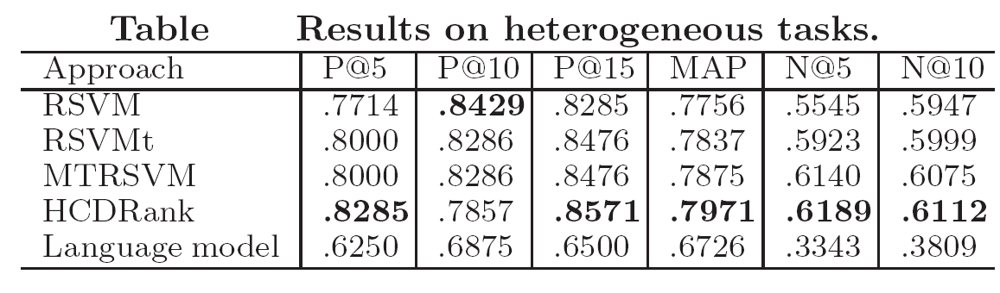 Table Results on heterogeneous tasks.
Approach P@5 P@10 P@15 MAP N@5 N@10
RSVM .7714 .8429 .8285 .7756 .5545 .5947
RSVMt .8000 .8286 .8476 .7837 .5923 .5999
MTRSVM .8000 .8286 .8476 .7875 .6140 .6075
HCDRank .8285 .7857 .8571 .7971 .6189 .6112
Language model .6250 .6875 .6500 .6726 .3343 .3809